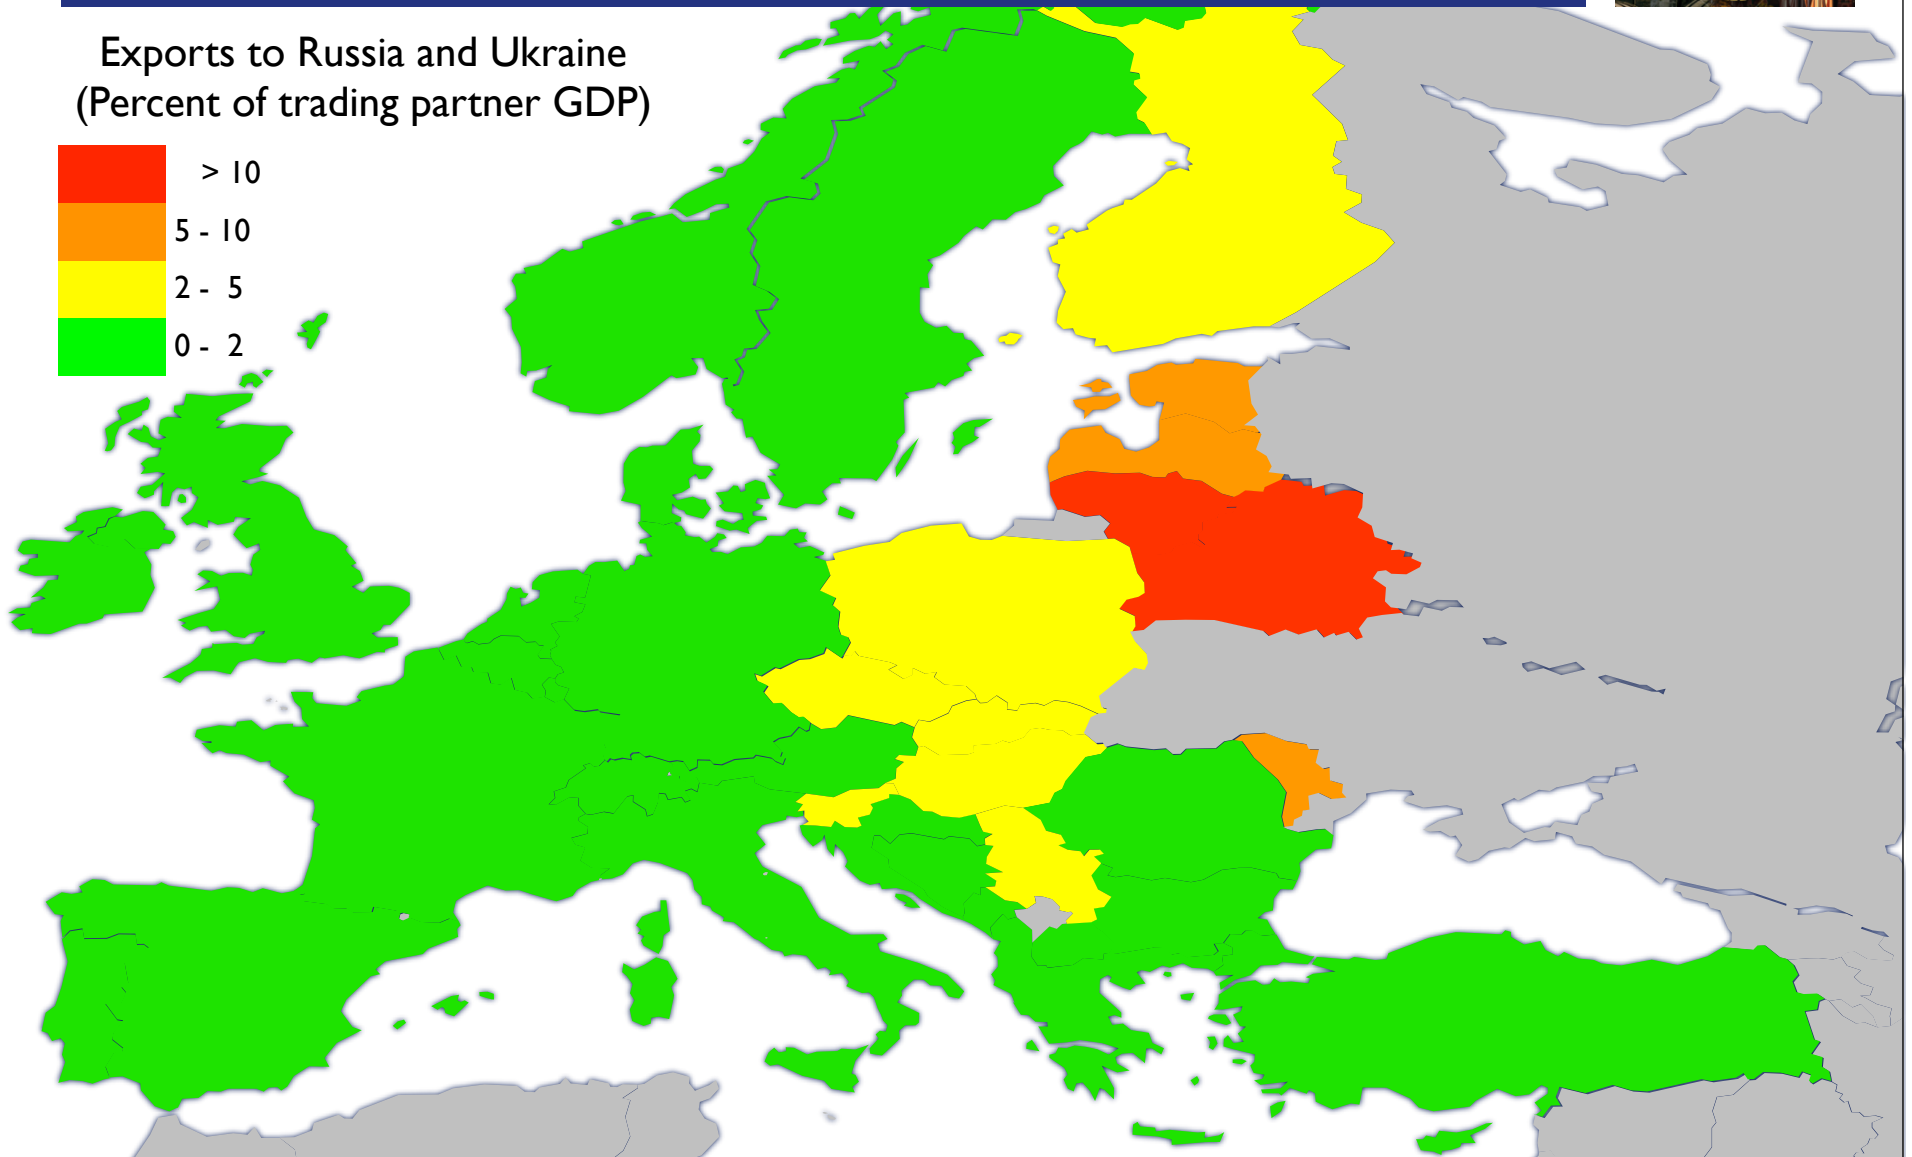 Exports to Russia and Ukraine
(Percent of trading partner GDP)
> 10
5 - 10
2 - 5
0 - 2